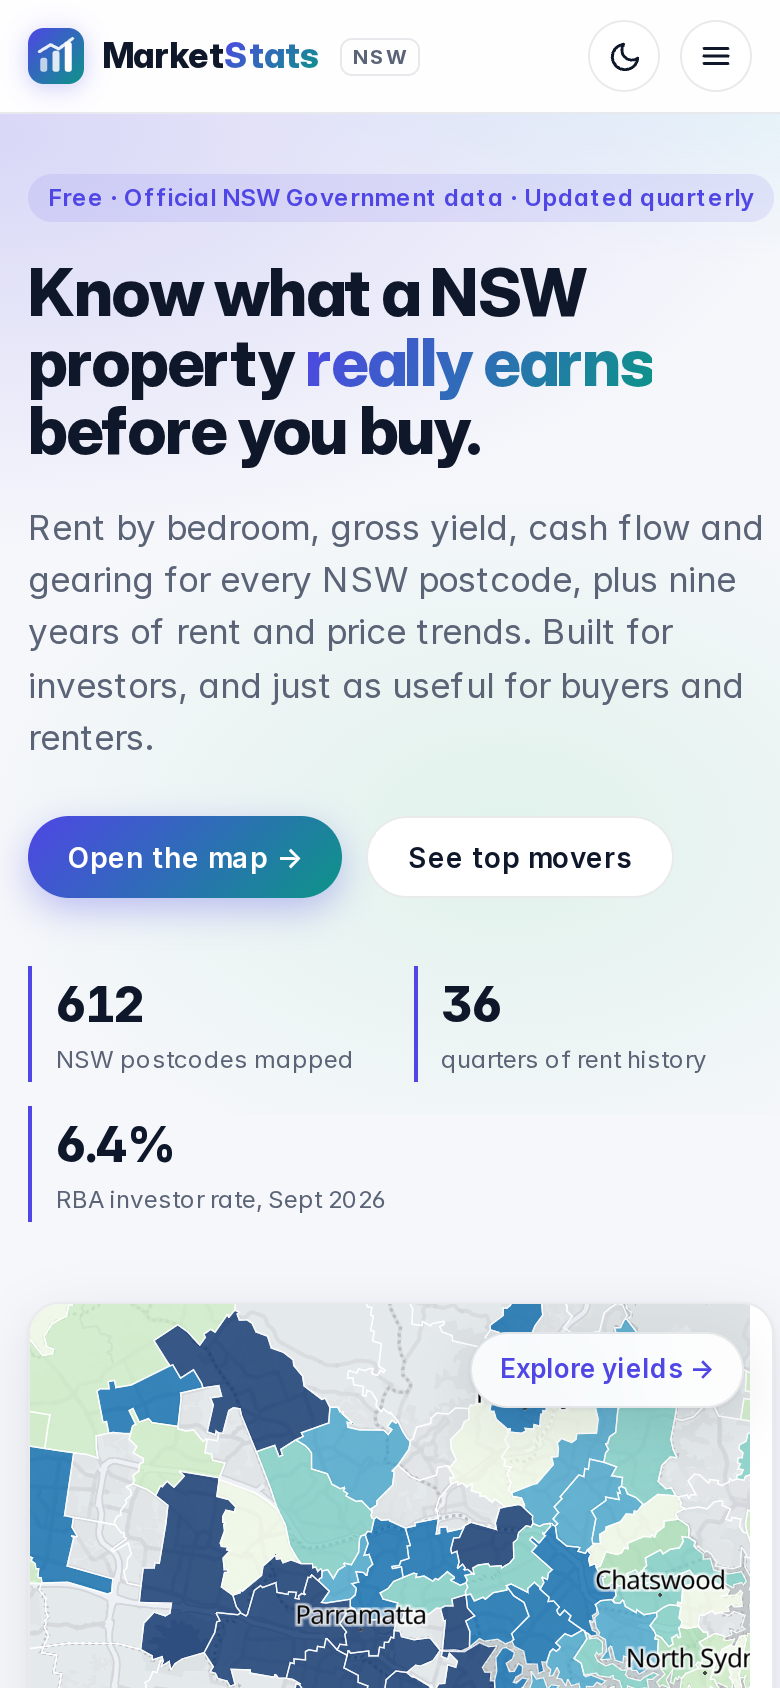 MarketStats NSW
Free · Official NSW Government data · Updated quarterly
Know what a NSW
property really earns
before you buy.
Rent by bedroom, gross yield, cash flow and
gearing for every NSW postcode, plus nine
years of rent and price trends. Built for
investors, and just as useful for buyers and
renters.
Open the map →
See top movers
612
NSW postcodes mapped
36
quarters of rent history
6.4%
RBA investor rate, Sept 2026
Explore yields →
Chatswood
Parramatta
North Sydn